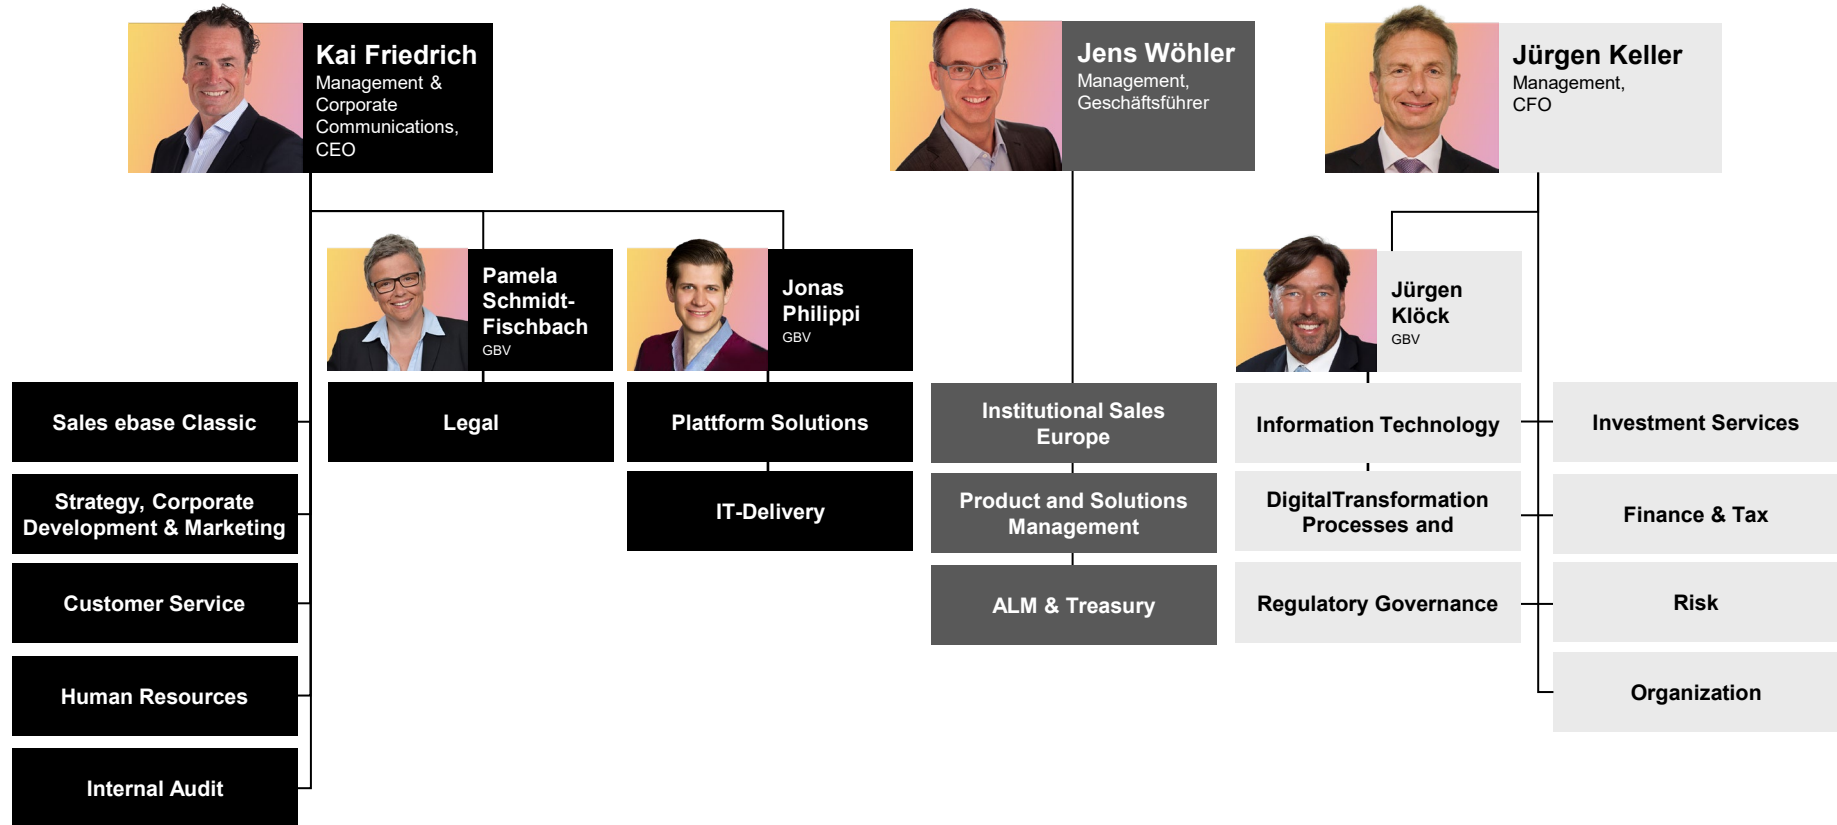 Kai Friedrich
Management &
Corporate
Communications,
CEO
Jens Wöhler
Management,
Geschäftsführer
Jürgen Keller
Management,
CFO
Pamela
Schmidt-
Fischbach
GBV
Jonas
Philippi
GBV
Jürgen
Klöck
GBV
Sales ebase Classic
Legal
Plattform Solutions
Institutional Sales
Europe
Information Technology
Investment Services
Strategy, Corporate
Development & Marketing
IT-Delivery
Product and Solutions
Management
DigitalTransformation
Processes and
Finance & Tax
Customer Service
ALM & Treasury
Regulatory Governance
Risk
Human Resources
Organization
Internal Audit